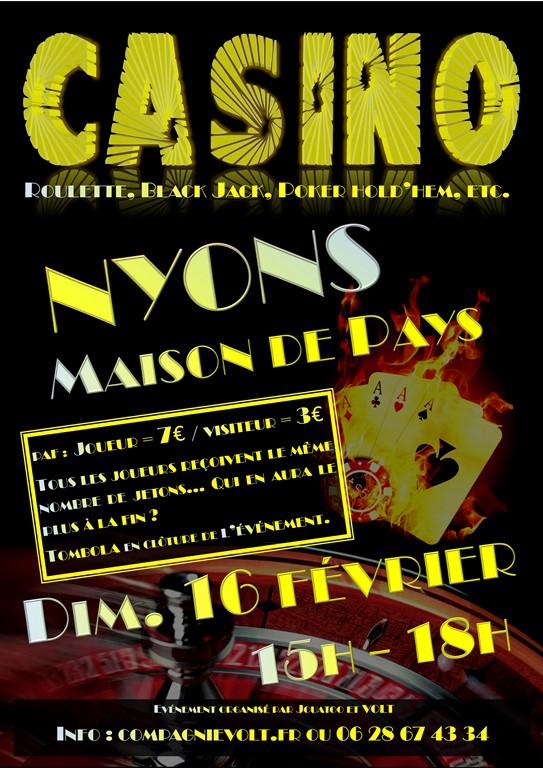 CASINO
ROULETTE, BLACK JACK, POKER HOLD'HEM, ETC.
NYONS
MAISON DE PAYS
PAF : JOUEUR = 7€ / VISITEUR = 3€
TOUS LES JOUEURS REÇOIVENT LE MÊME
NOMBRE DE JETONS... QUI EN AURA LE
PLUS À LA FIN ?
TOMBOLA EN CLÔTURE DE L'ÉVÉNEMENT.
DIM. 16 FÉVRIER
15H - 18H
EVÉNEMENT ORGANISÉ PAR JOUATOO ET VOLT
INFO : COMPAGNIEVOLT.FR OU 06 28 67 43 34